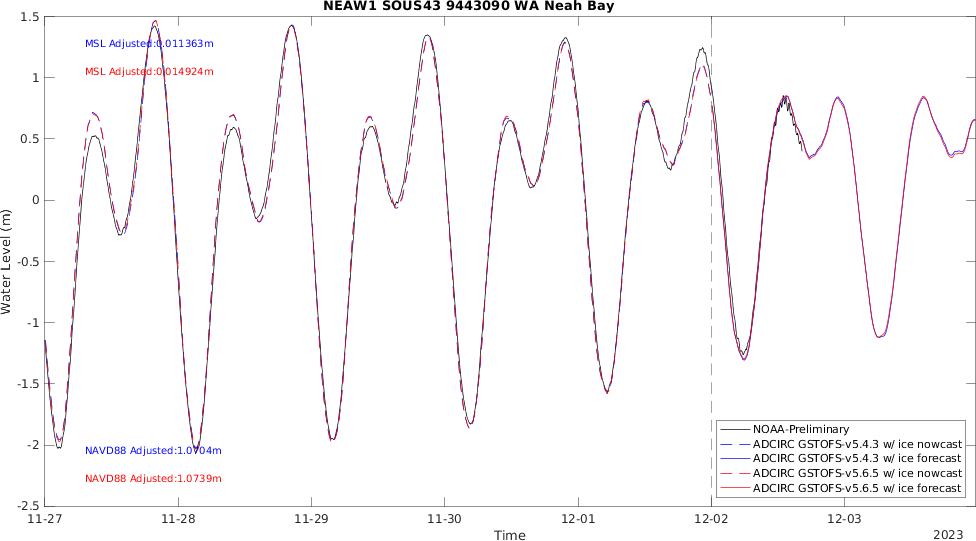 NEAW1 SOUS43 9443090 WA Neah Bay
1.5
1
0.5
0
-0.5
-1
-1.5
-2
-2.5
Water Level (m)
MSL Adjusted:0.011363m
MSL Adjusted:0.014924m
NAVD88 Adjusted:1.0704m
NAVD88 Adjusted:1.0739m
NOAA-Preliminary
ADCIRC GSTOFS-v5.4.3 w/ ice nowcast
ADCIRC GSTOFS-v5.4.3 w/ ice forecast
ADCIRC GSTOFS-v5.6.5 w/ ice nowcast
ADCIRC GSTOFS-v5.6.5 w/ ice forecast
11-27 11-28 11-29 11-30 12-01 12-02 12-03
Time
2023